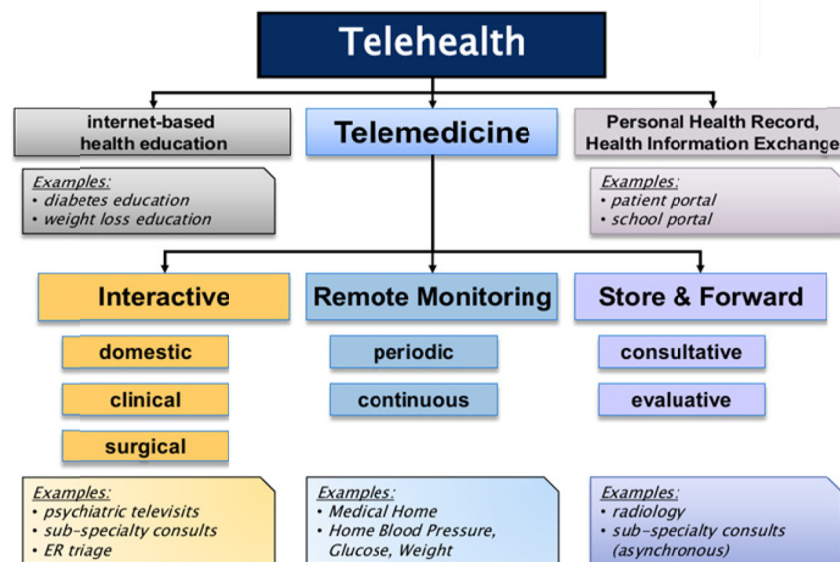 Telehealth
internet-based
health education
Telemedicine
Personal Health Record,
Health Information Exchange
Examples:
• diabetes education
• weight loss education
Examples:
• patient portal
• school portal
Interactive
Remote Monitoring
Store & Forward
domestic
clinical
surgical
periodic
continuous
consultative
evaluative
Examples:
• psychiatric televisits
• sub-specialty consults
• ER triage
Examples:
• Medical Home
• Home Blood Pressure,
Glucose, Weight
Examples:
• radiology
• sub-specialty consults
(asynchronous)